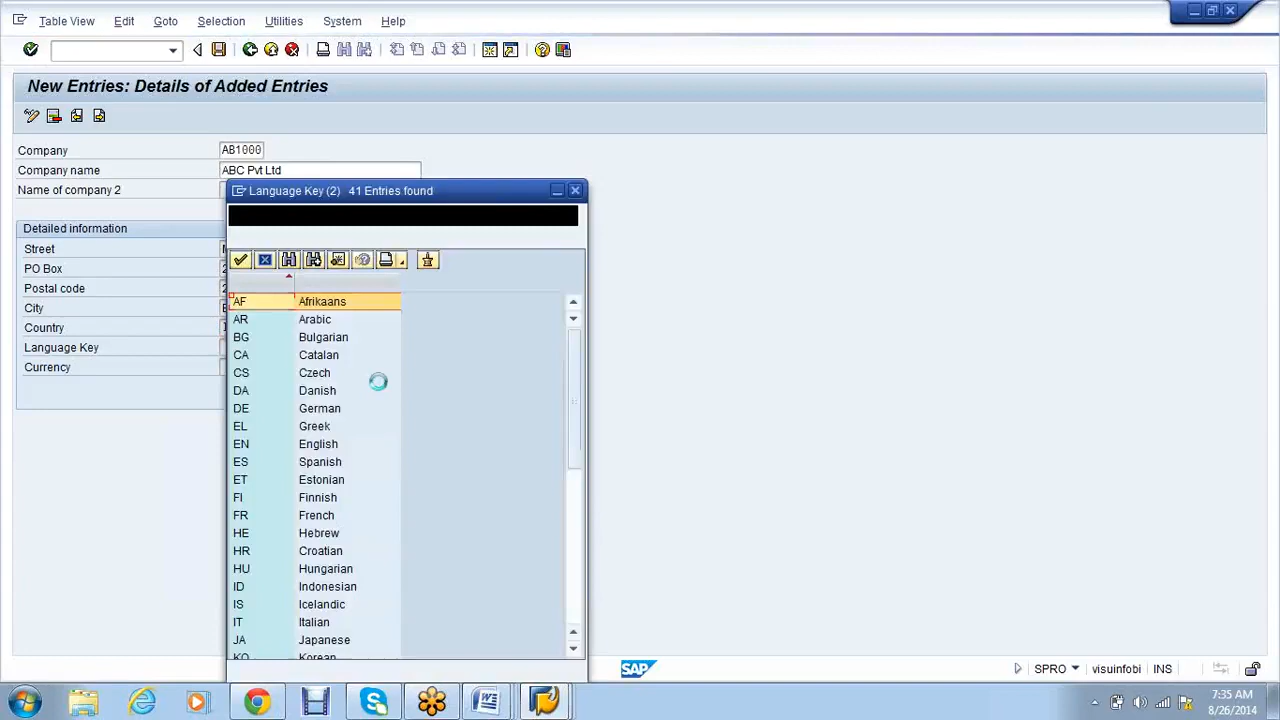 Table View Edit Goto Selection Utilities System Help
New Entries: Details of Added Entries
Company AB1000
Company name ABC Pvt Ltd
Name of company 2
Detailed information
Street
PO Box
Postal code
City
Country
Language Key
Currency
Language Key (2) 41 Entries found
AF Afrikaans
AR Arabic
BG Bulgarian
CA Catalan
CS Czech
DA Danish
DE German
EL Greek
EN English
ES Spanish
ET Estonian
FI Finnish
FR French
HE Hebrew
HR Croatian
HU Hungarian
ID Indonesian
IS Icelandic
IT Italian
JA Japanese
KO Korean
SAP SPRO visuinfobi INS
7:35 AM
8/26/2014